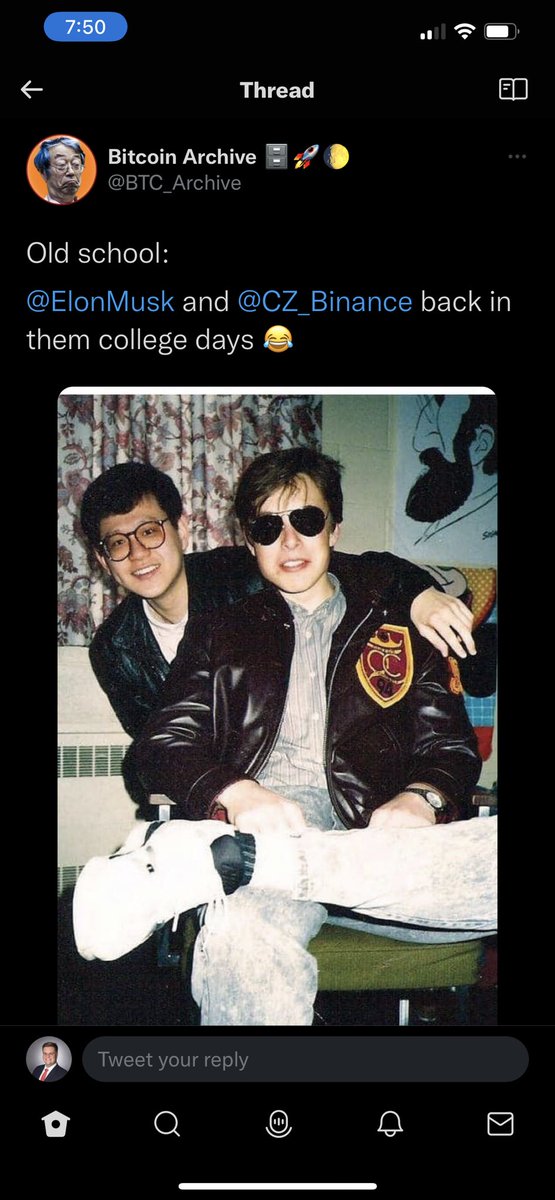 7:50
Thread
Bitcoin Archive 🗄️🚀🌔
@BTC_Archive
Old school:
@ElonMusk and @CZ_Binance back in
them college days 😂
CC
Tweet your reply